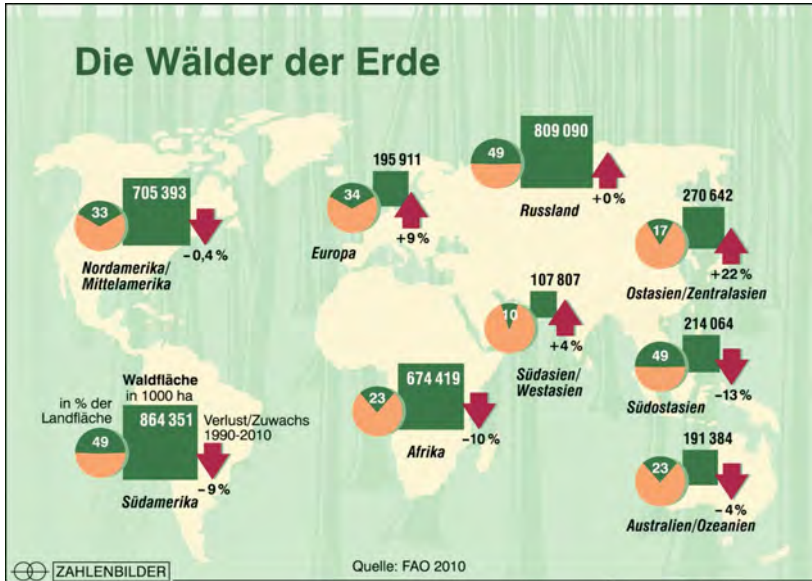 Die Wälder der Erde
33
705 393
−0,4 %
Nordamerika/
Mittelamerika
34
195 911
+9 %
Europa
49
809 090
+0 %
Russland
17
270 642
+22 %
Ostasien/Zentralasien
10
107 807
+4 %
Südasien/
Westasien
49
214 064
−13 %
Südostasien
in % der
Landfläche
Waldfläche
in 1000 ha
Verlust/Zuwachs
1990-2010
49
864 351
−9 %
Südamerika
23
674 419
−10 %
Afrika
23
191 384
−4 %
Australien/Ozeanien
ZAHLENBILDER
Quelle: FAO 2010